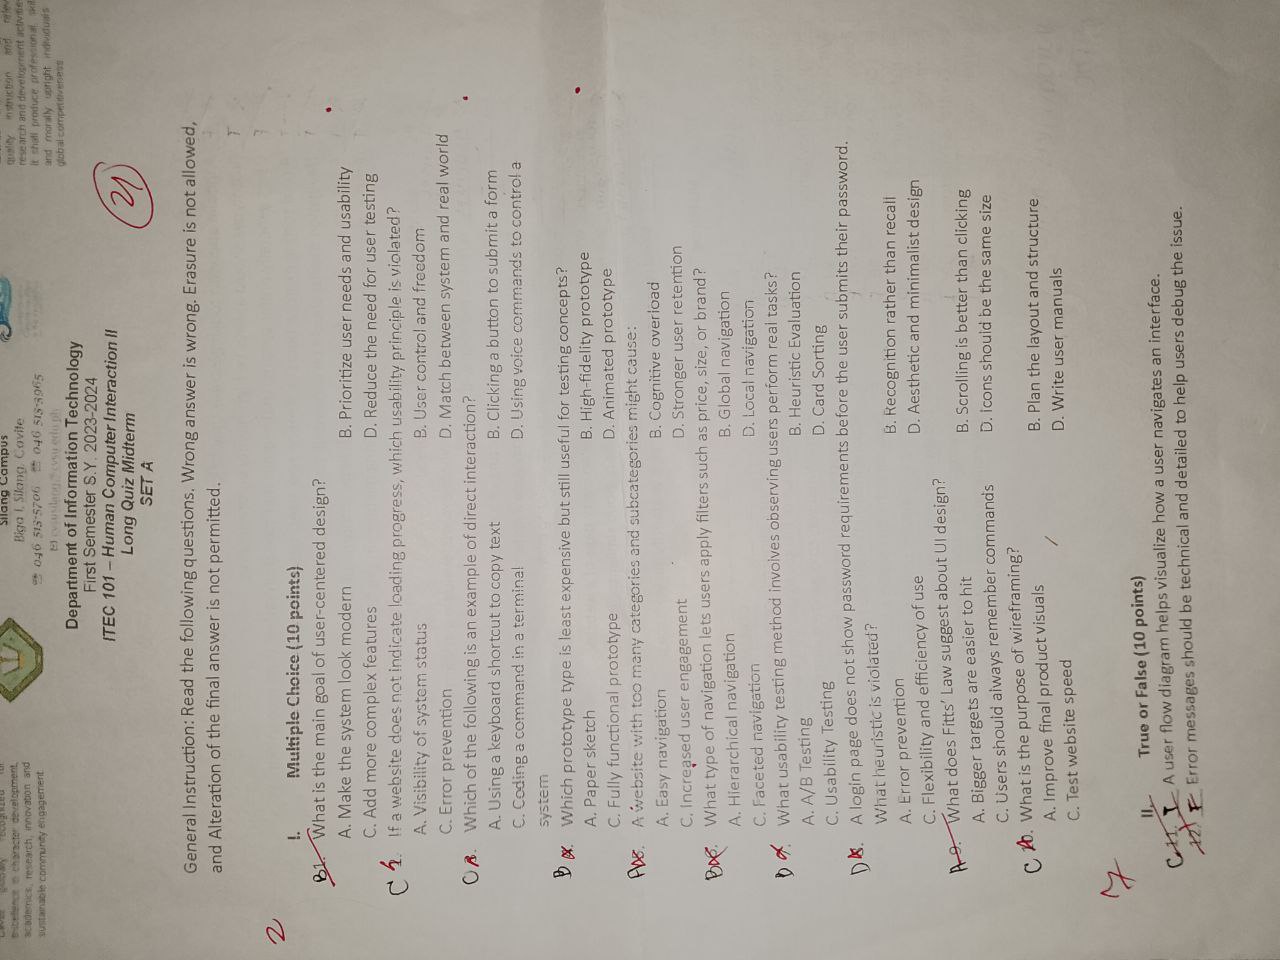 excellence in character development,
academics, research, innovation and
sustainable community engagement
Silang Campus
Biga I, Silang, Cavite
046 513-5706 046 513-3965
cvsusilang@cvsu.edu.ph
quality instruction and
research and development activities
It shall produce professional,
and morally upright individuals
global competitiveness
Department of Information Technology
First Semester S.Y. 2023-2024
ITEC 101 – Human Computer Interaction II
Long Quiz Midterm
SET A
21
General Instruction: Read the following questions. Wrong answer is wrong. Erasure is not allowed,
and Alteration of the final answer is not permitted.
2
I. Multiple Choice (10 points)
B 1. What is the main goal of user-centered design?
A. Make the system look modern B. Prioritize user needs and usability
C. Add more complex features D. Reduce the need for user testing
C 2. If a website does not indicate loading progress, which usability principle is violated?
A. Visibility of system status B. User control and freedom
C. Error prevention D. Match between system and real world
C 3. Which of the following is an example of direct interaction?
A. Using a keyboard shortcut to copy text B. Clicking a button to submit a form
C. Coding a command in a terminal D. Using voice commands to control a
system
B 4. Which prototype type is least expensive but still useful for testing concepts?
A. Paper sketch B. High-fidelity prototype
C. Fully functional prototype D. Animated prototype
A 5. A website with too many categories and subcategories might cause:
A. Easy navigation B. Cognitive overload
C. Increased user engagement D. Stronger user retention
B 6. What type of navigation lets users apply filters such as price, size, or brand?
A. Hierarchical navigation B. Global navigation
C. Faceted navigation D. Local navigation
D 7. What usability testing method involves observing users perform real tasks?
A. A/B Testing B. Heuristic Evaluation
C. Usability Testing D. Card Sorting
D 8. A login page does not show password requirements before the user submits their password.
What heuristic is violated?
A. Error prevention B. Recognition rather than recall
C. Flexibility and efficiency of use D. Aesthetic and minimalist design
A 9. What does Fitts' Law suggest about UI design?
A. Bigger targets are easier to hit B. Scrolling is better than clicking
C. Users should always remember commands D. Icons should be the same size
C 10. What is the purpose of wireframing?
A. Improve final product visuals B. Plan the layout and structure
C. Test website speed D. Write user manuals
7
II. True or False (10 points)
C 11. T A user flow diagram helps visualize how a user navigates an interface.
12. F Error messages should be technical and detailed to help users debug the issue.